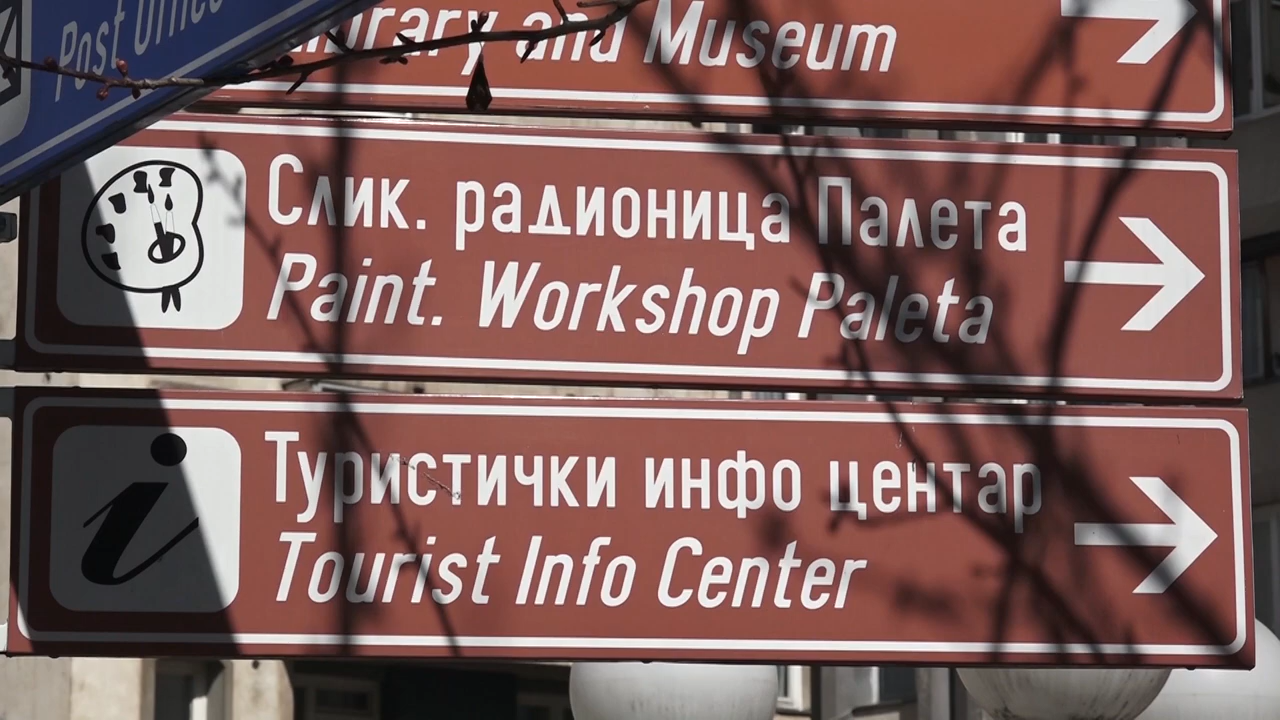 Post Office
Library and Museum
Слик. радионица Палета
Paint. Workshop Paleta
Туристички инфо центар
Tourist Info Center